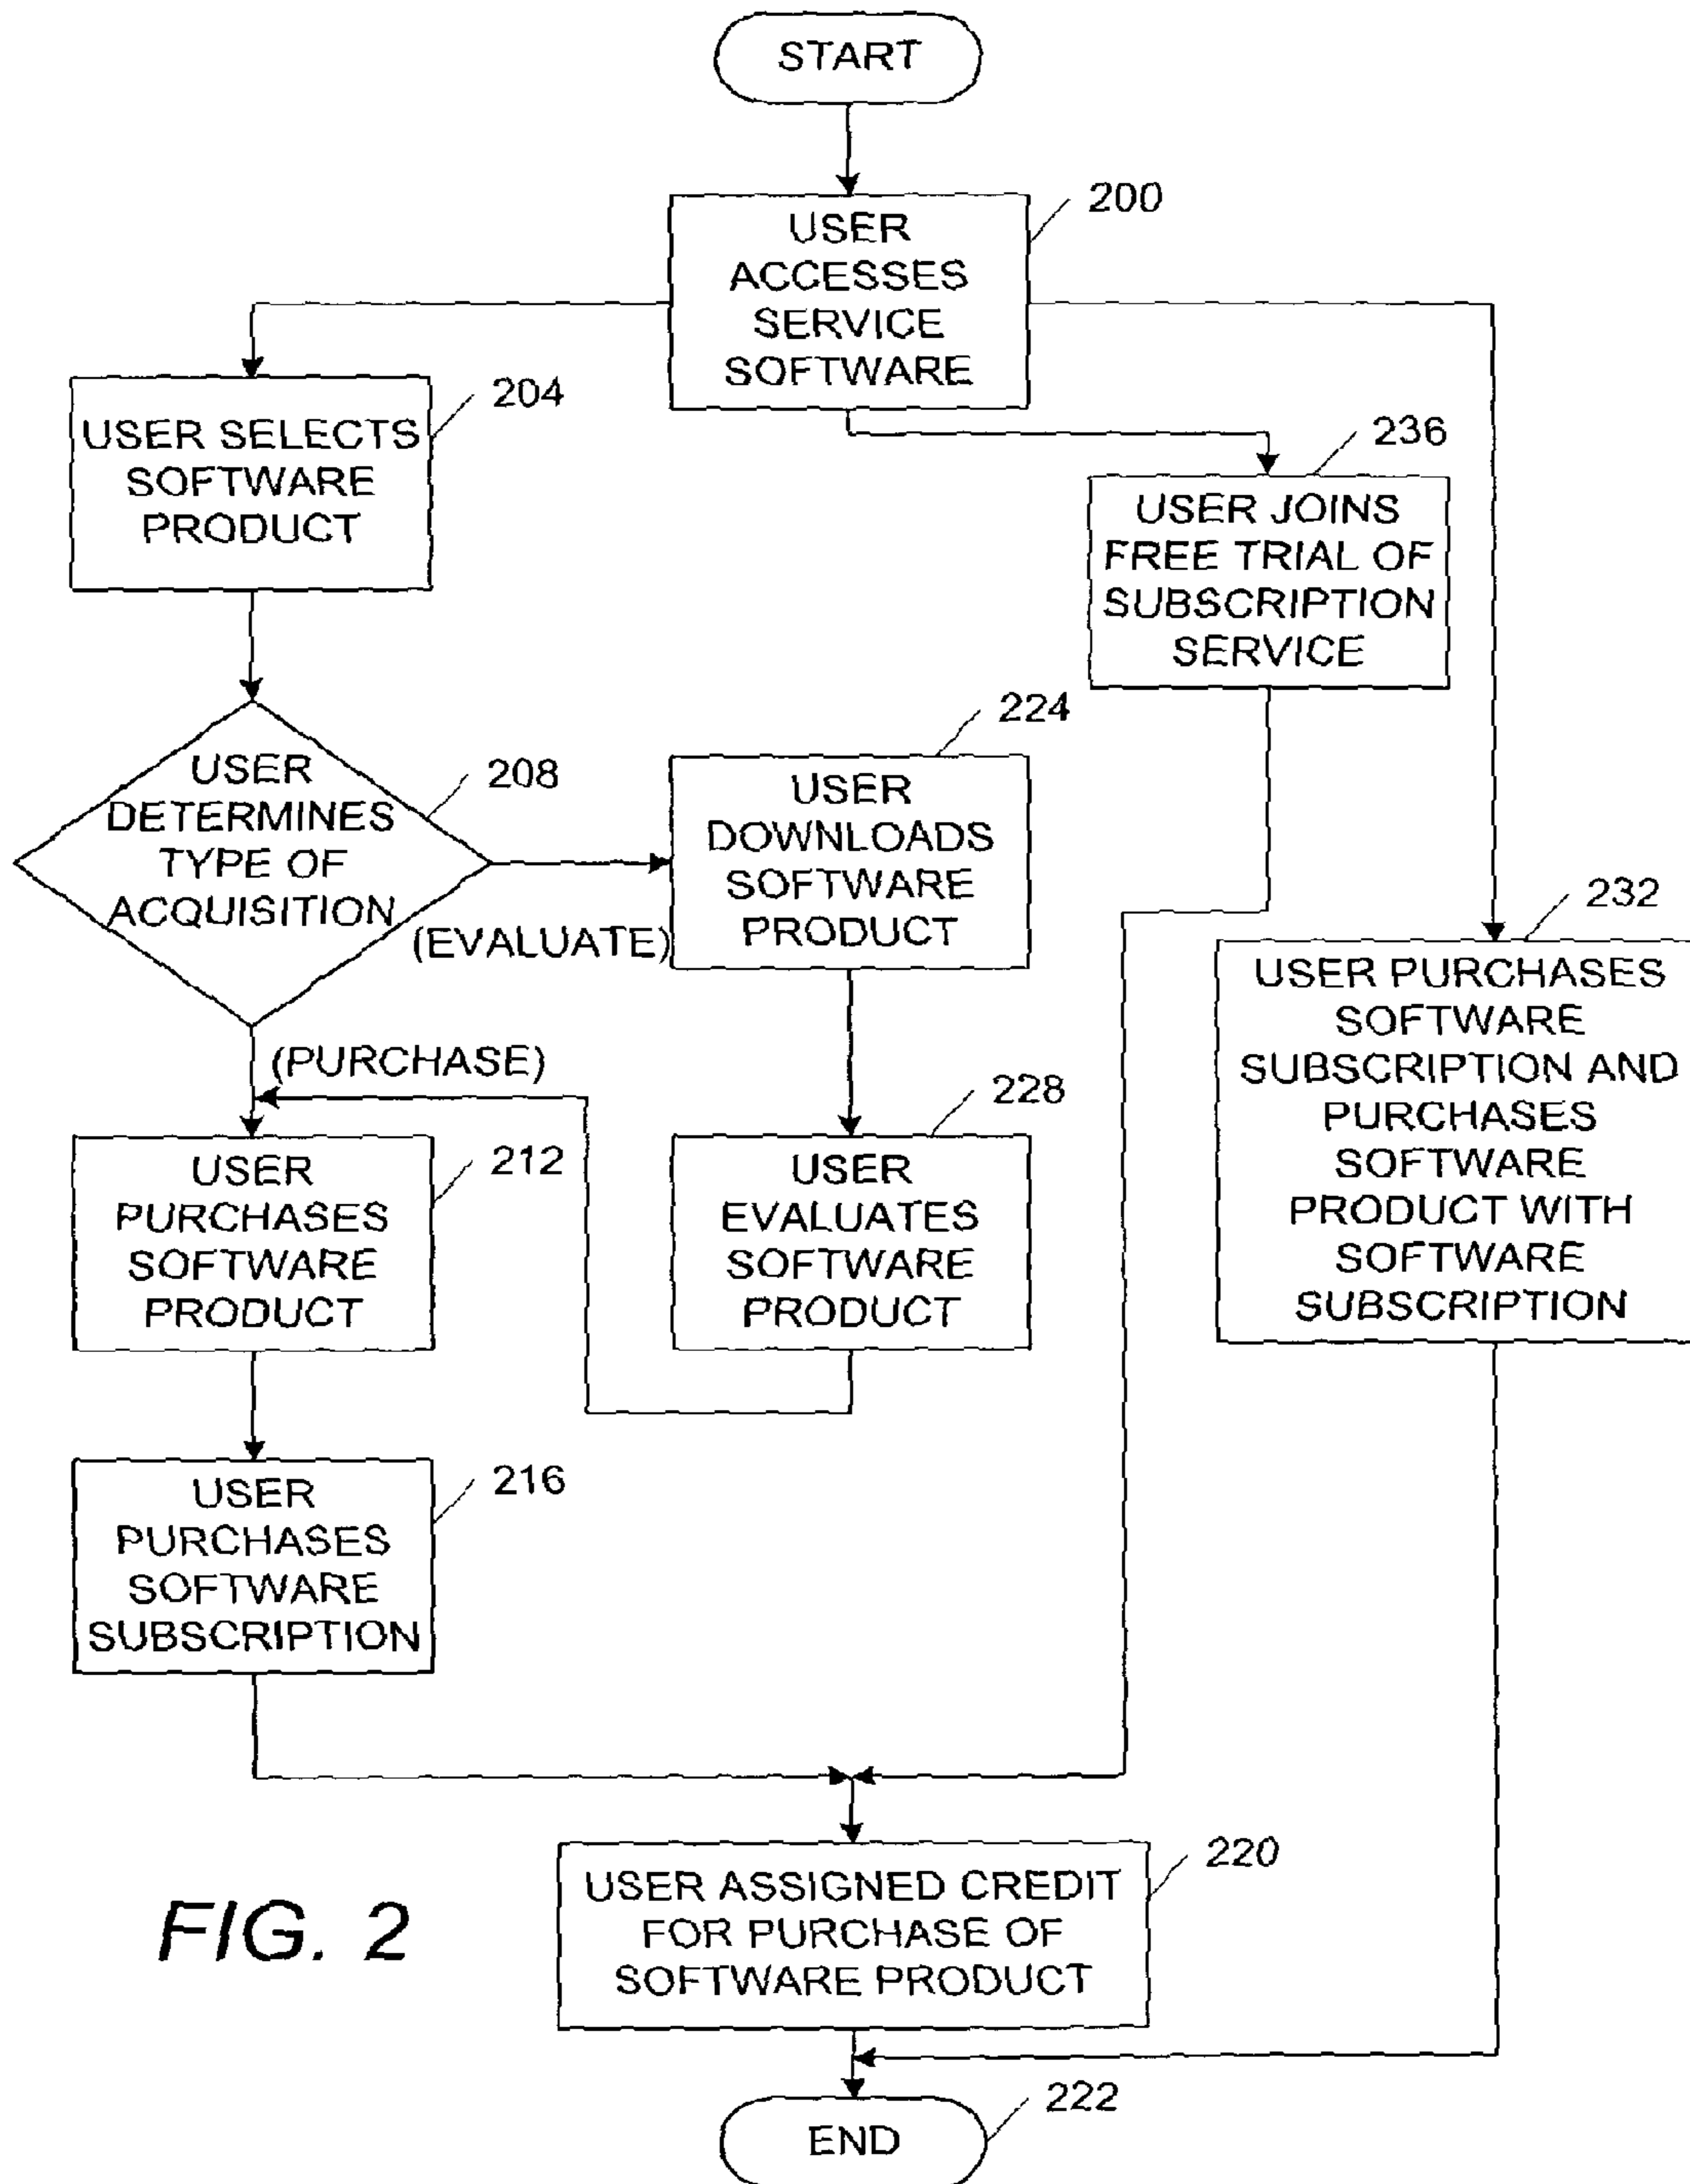 START
200
USER
ACCESSES
SERVICE
SOFTWARE
204
USER SELECTS
SOFTWARE
PRODUCT
236
USER JOINS
FREE TRIAL OF
SUBSCRIPTION
SERVICE
208
USER
DETERMINES
TYPE OF
ACQUISITION
(EVALUATE)
(PURCHASE)
224
USER
DOWNLOADS
SOFTWARE
PRODUCT
232
USER PURCHASES
SOFTWARE
SUBSCRIPTION AND
PURCHASES
SOFTWARE
PRODUCT WITH
SOFTWARE
SUBSCRIPTION
212
USER
PURCHASES
SOFTWARE
PRODUCT
228
USER
EVALUATES
SOFTWARE
PRODUCT
216
USER
PURCHASES
SOFTWARE
SUBSCRIPTION
220
USER ASSIGNED CREDIT
FOR PURCHASE OF
SOFTWARE PRODUCT
FIG. 2
222
END